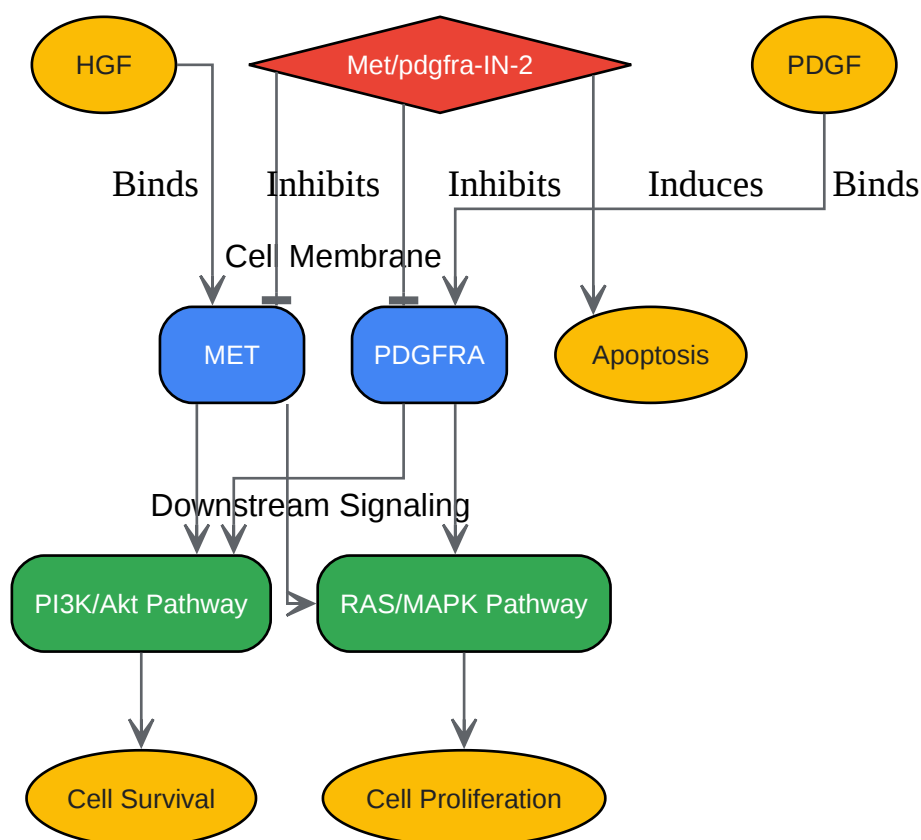 HGF
Met/pdgfra-IN-2
PDGF
Binds
Inhibits
Inhibits
Induces
Binds
Cell Membrane
MET
PDGFRA
Apoptosis
Downstream Signaling
PI3K/Akt Pathway
RAS/MAPK Pathway
Cell Survival
Cell Proliferation